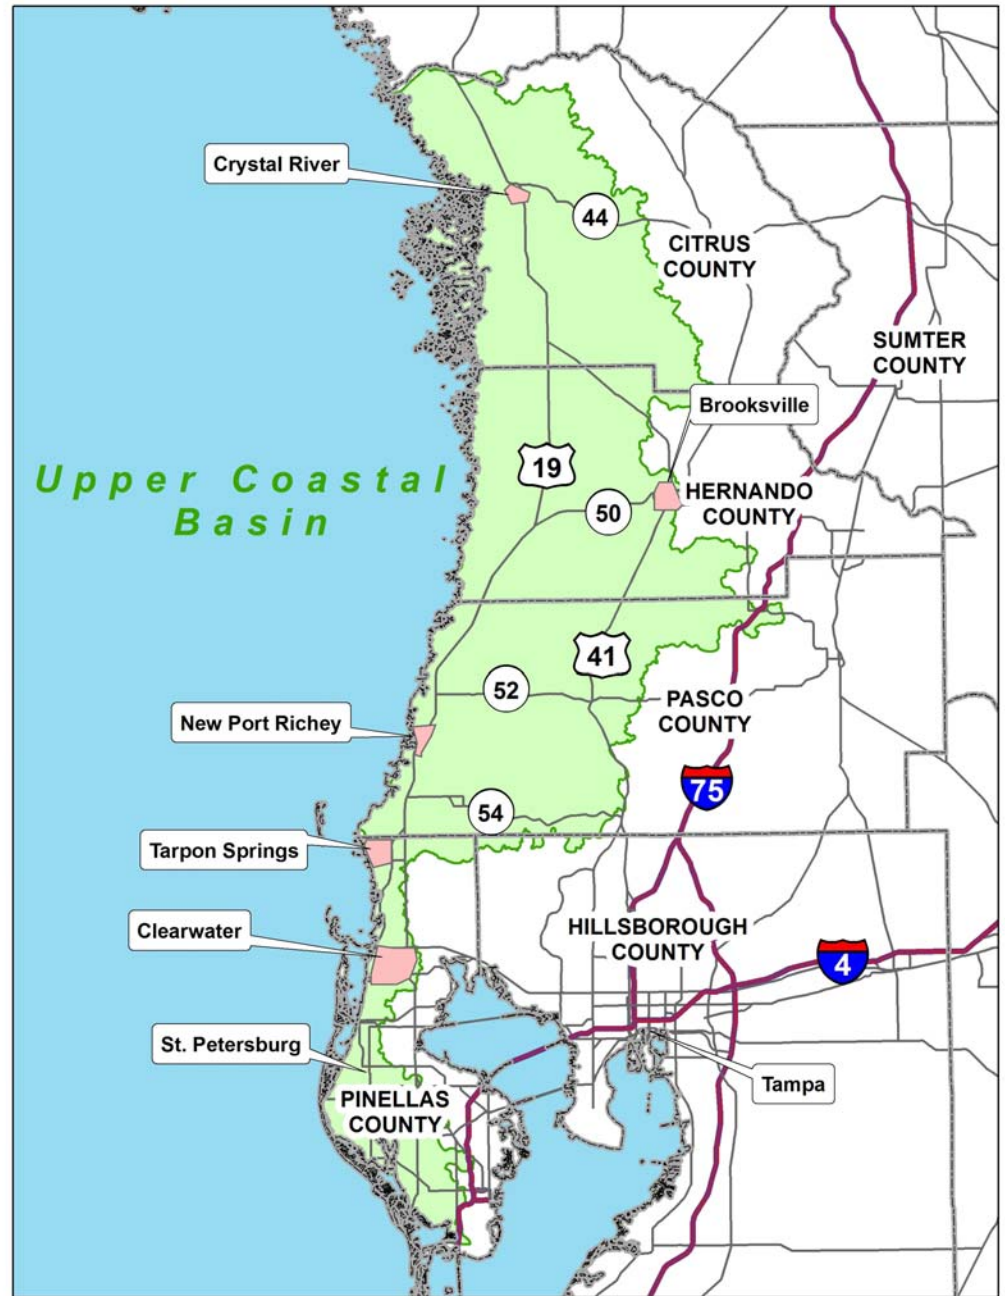 Crystal River
44
CITRUS
COUNTY
SUMTER
COUNTY
Brooksville
Upper Coastal
Basin
19
50
HERNANDO
COUNTY
41
52
PASCO
COUNTY
New Port Richey
75
54
Tarpon Springs
Clearwater
HILLSBOROUGH
COUNTY
4
St. Petersburg
Tampa
PINELLAS
COUNTY